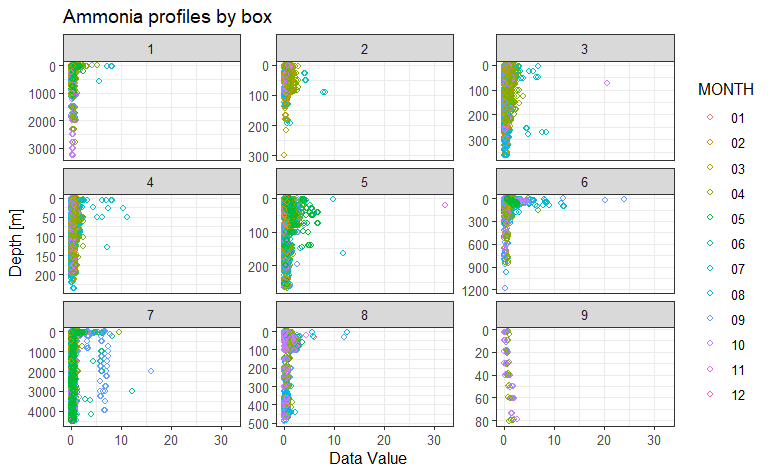 Ammonia profiles by box
1 2 3
0 1000 2000 3000
0 100 200 300
0 100 200 300
4 5 6
0 50 100 150 200
0 100 200
0 300 600 900 1200
7 8 9
0 1000 2000 3000 4000
0 100 200 300 400 500
0 20 40 60 80
0 10 20 30 0 10 20 30 0 10 20 30
Depth [m]
Data Value
MONTH
01
02
03
04
05
06
07
08
09
10
11
12